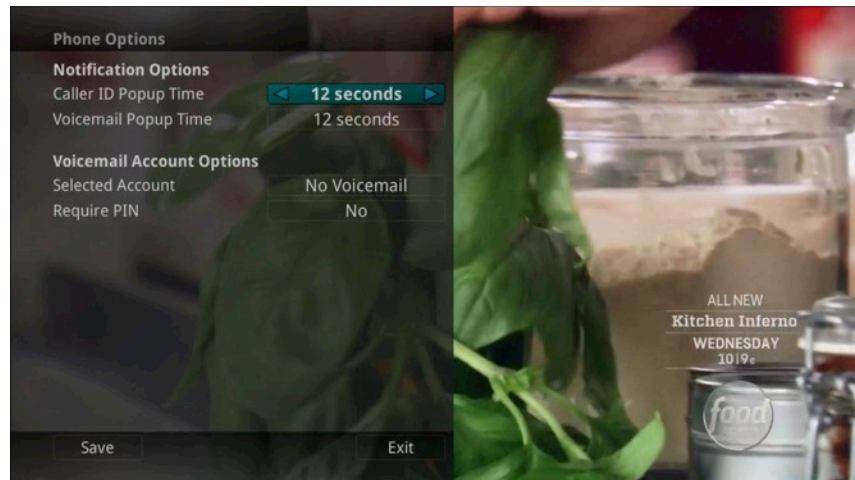 Phone Options
Notification Options
Caller ID Popup Time 12 seconds
Voicemail Popup Time 12 seconds
Voicemail Account Options
Selected Account No Voicemail
Require PIN No
ALL NEW
Kitchen Inferno
WEDNESDAY
10|9c
food
Save Exit